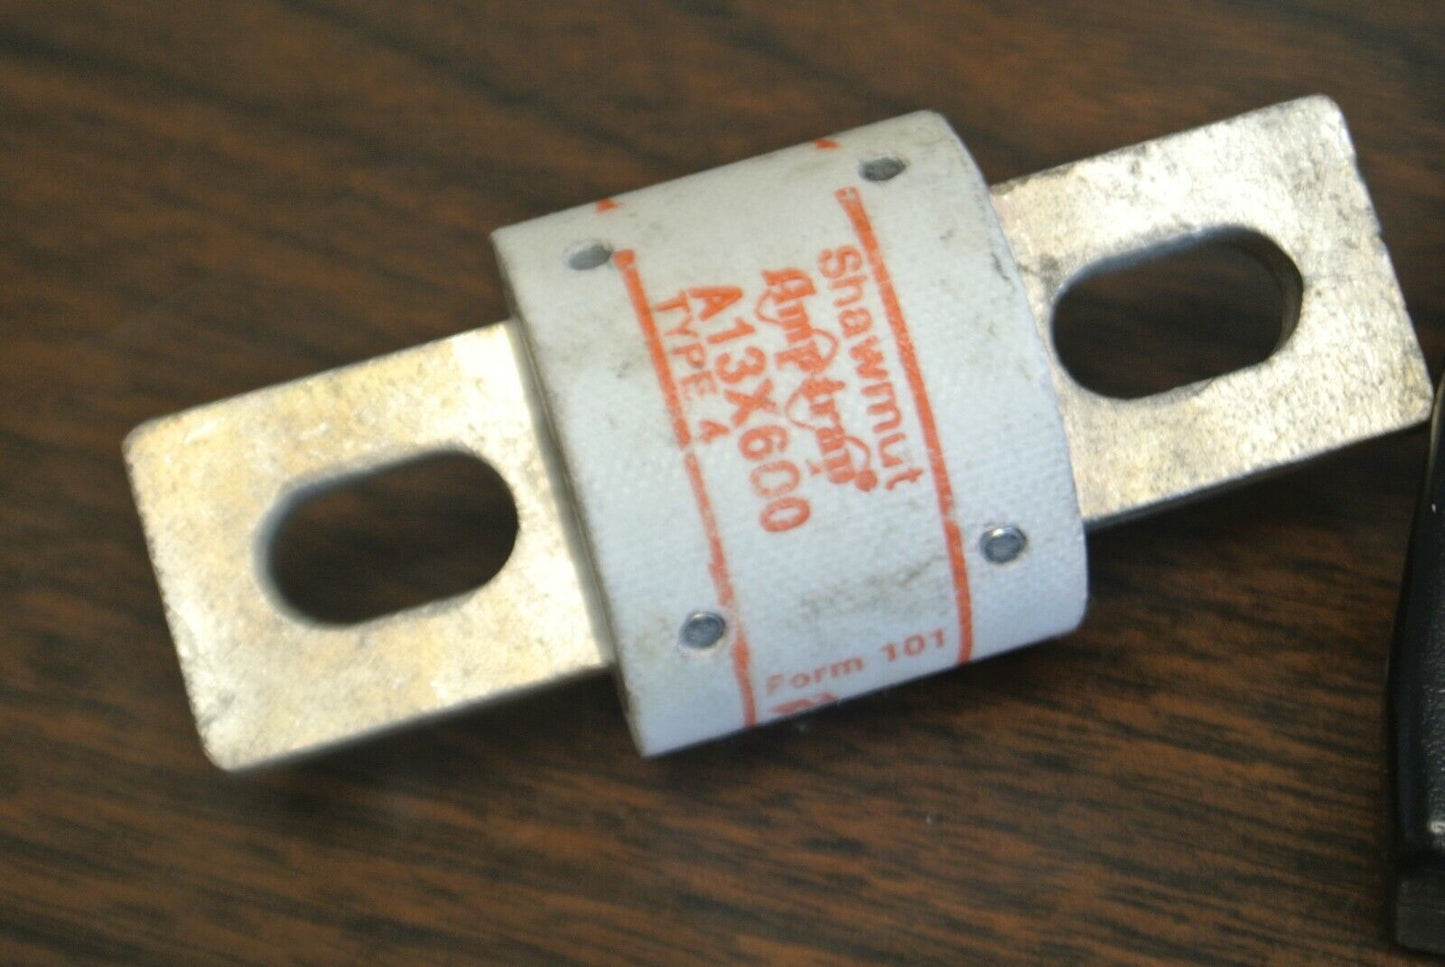 Shawmut
Amp-trap
A13X600
TYPE 4
Form 101